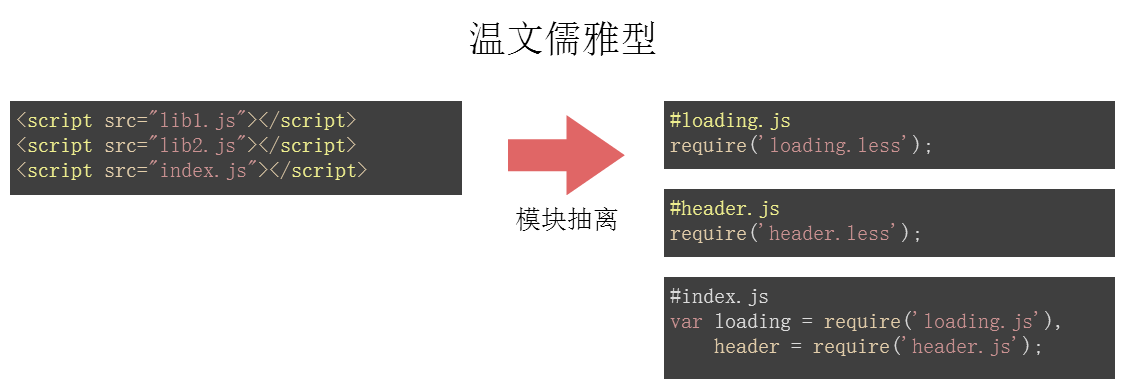 温文儒雅型
<script src="lib1.js"></script>
<script src="lib2.js"></script>
<script src="index.js"></script>
模块抽离
#loading.js
require('loading.less');
#header.js
require('header.less');
#index.js
var loading = require('loading.js'),
    header = require('header.js');